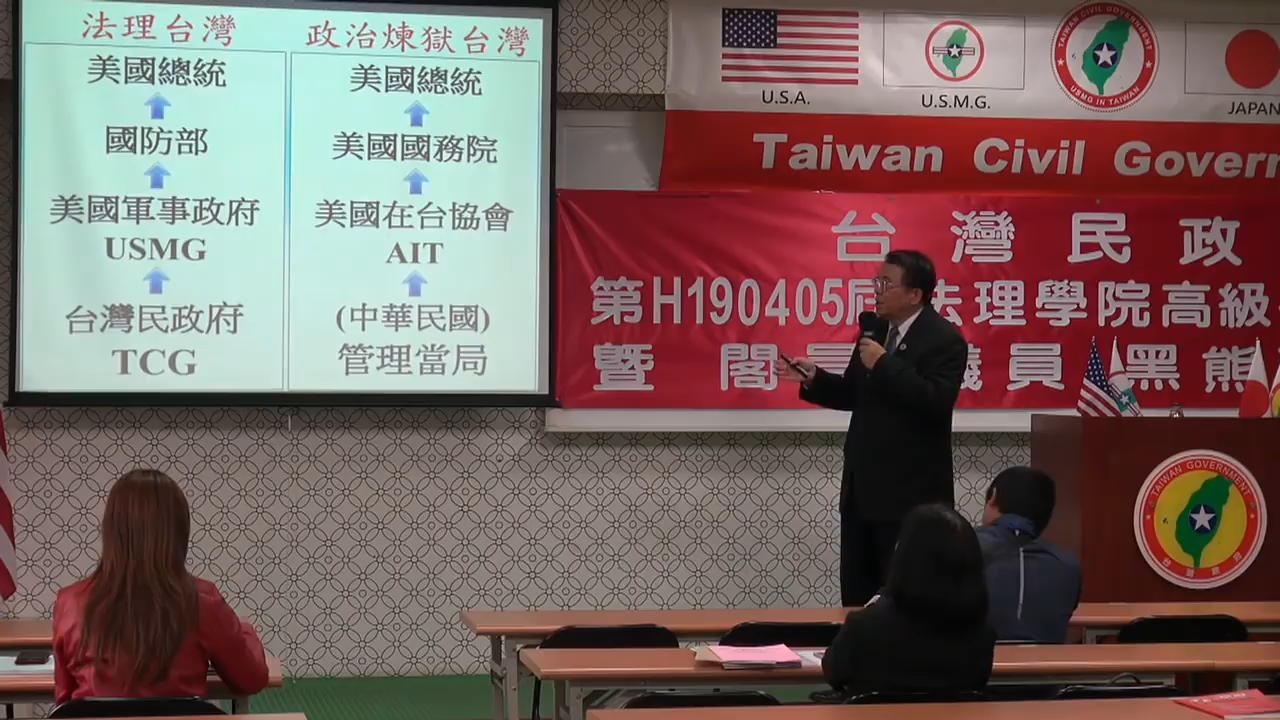 法理台灣
美國總統
國防部
美國軍事政府
USMG
台灣民政府
TCG
政治煉獄台灣
美國總統
美國國務院
美國在台協會
AIT
(中華民國)
管理當局
U.S.A.
U.S.M.G.
TAIWAN CIVIL GOVERNMENT
USMG IN TAIWAN
JAPAN
Taiwan Civil Govern
台灣民政
第H190405屆法理學院高級
暨 閣員 議員 黑熊
TAIWAN GOVERNMENT